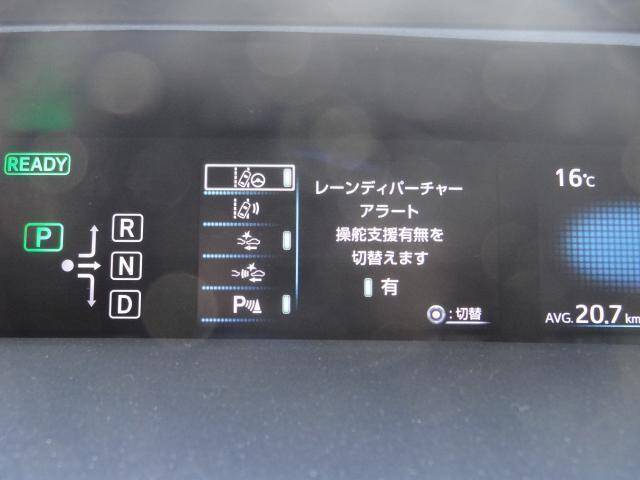 READY
P
R
N
D
P
レーンディパーチャー
アラート
操舵支援有無を
切替えます
有
:切替
16℃
AVG. 20.7 km